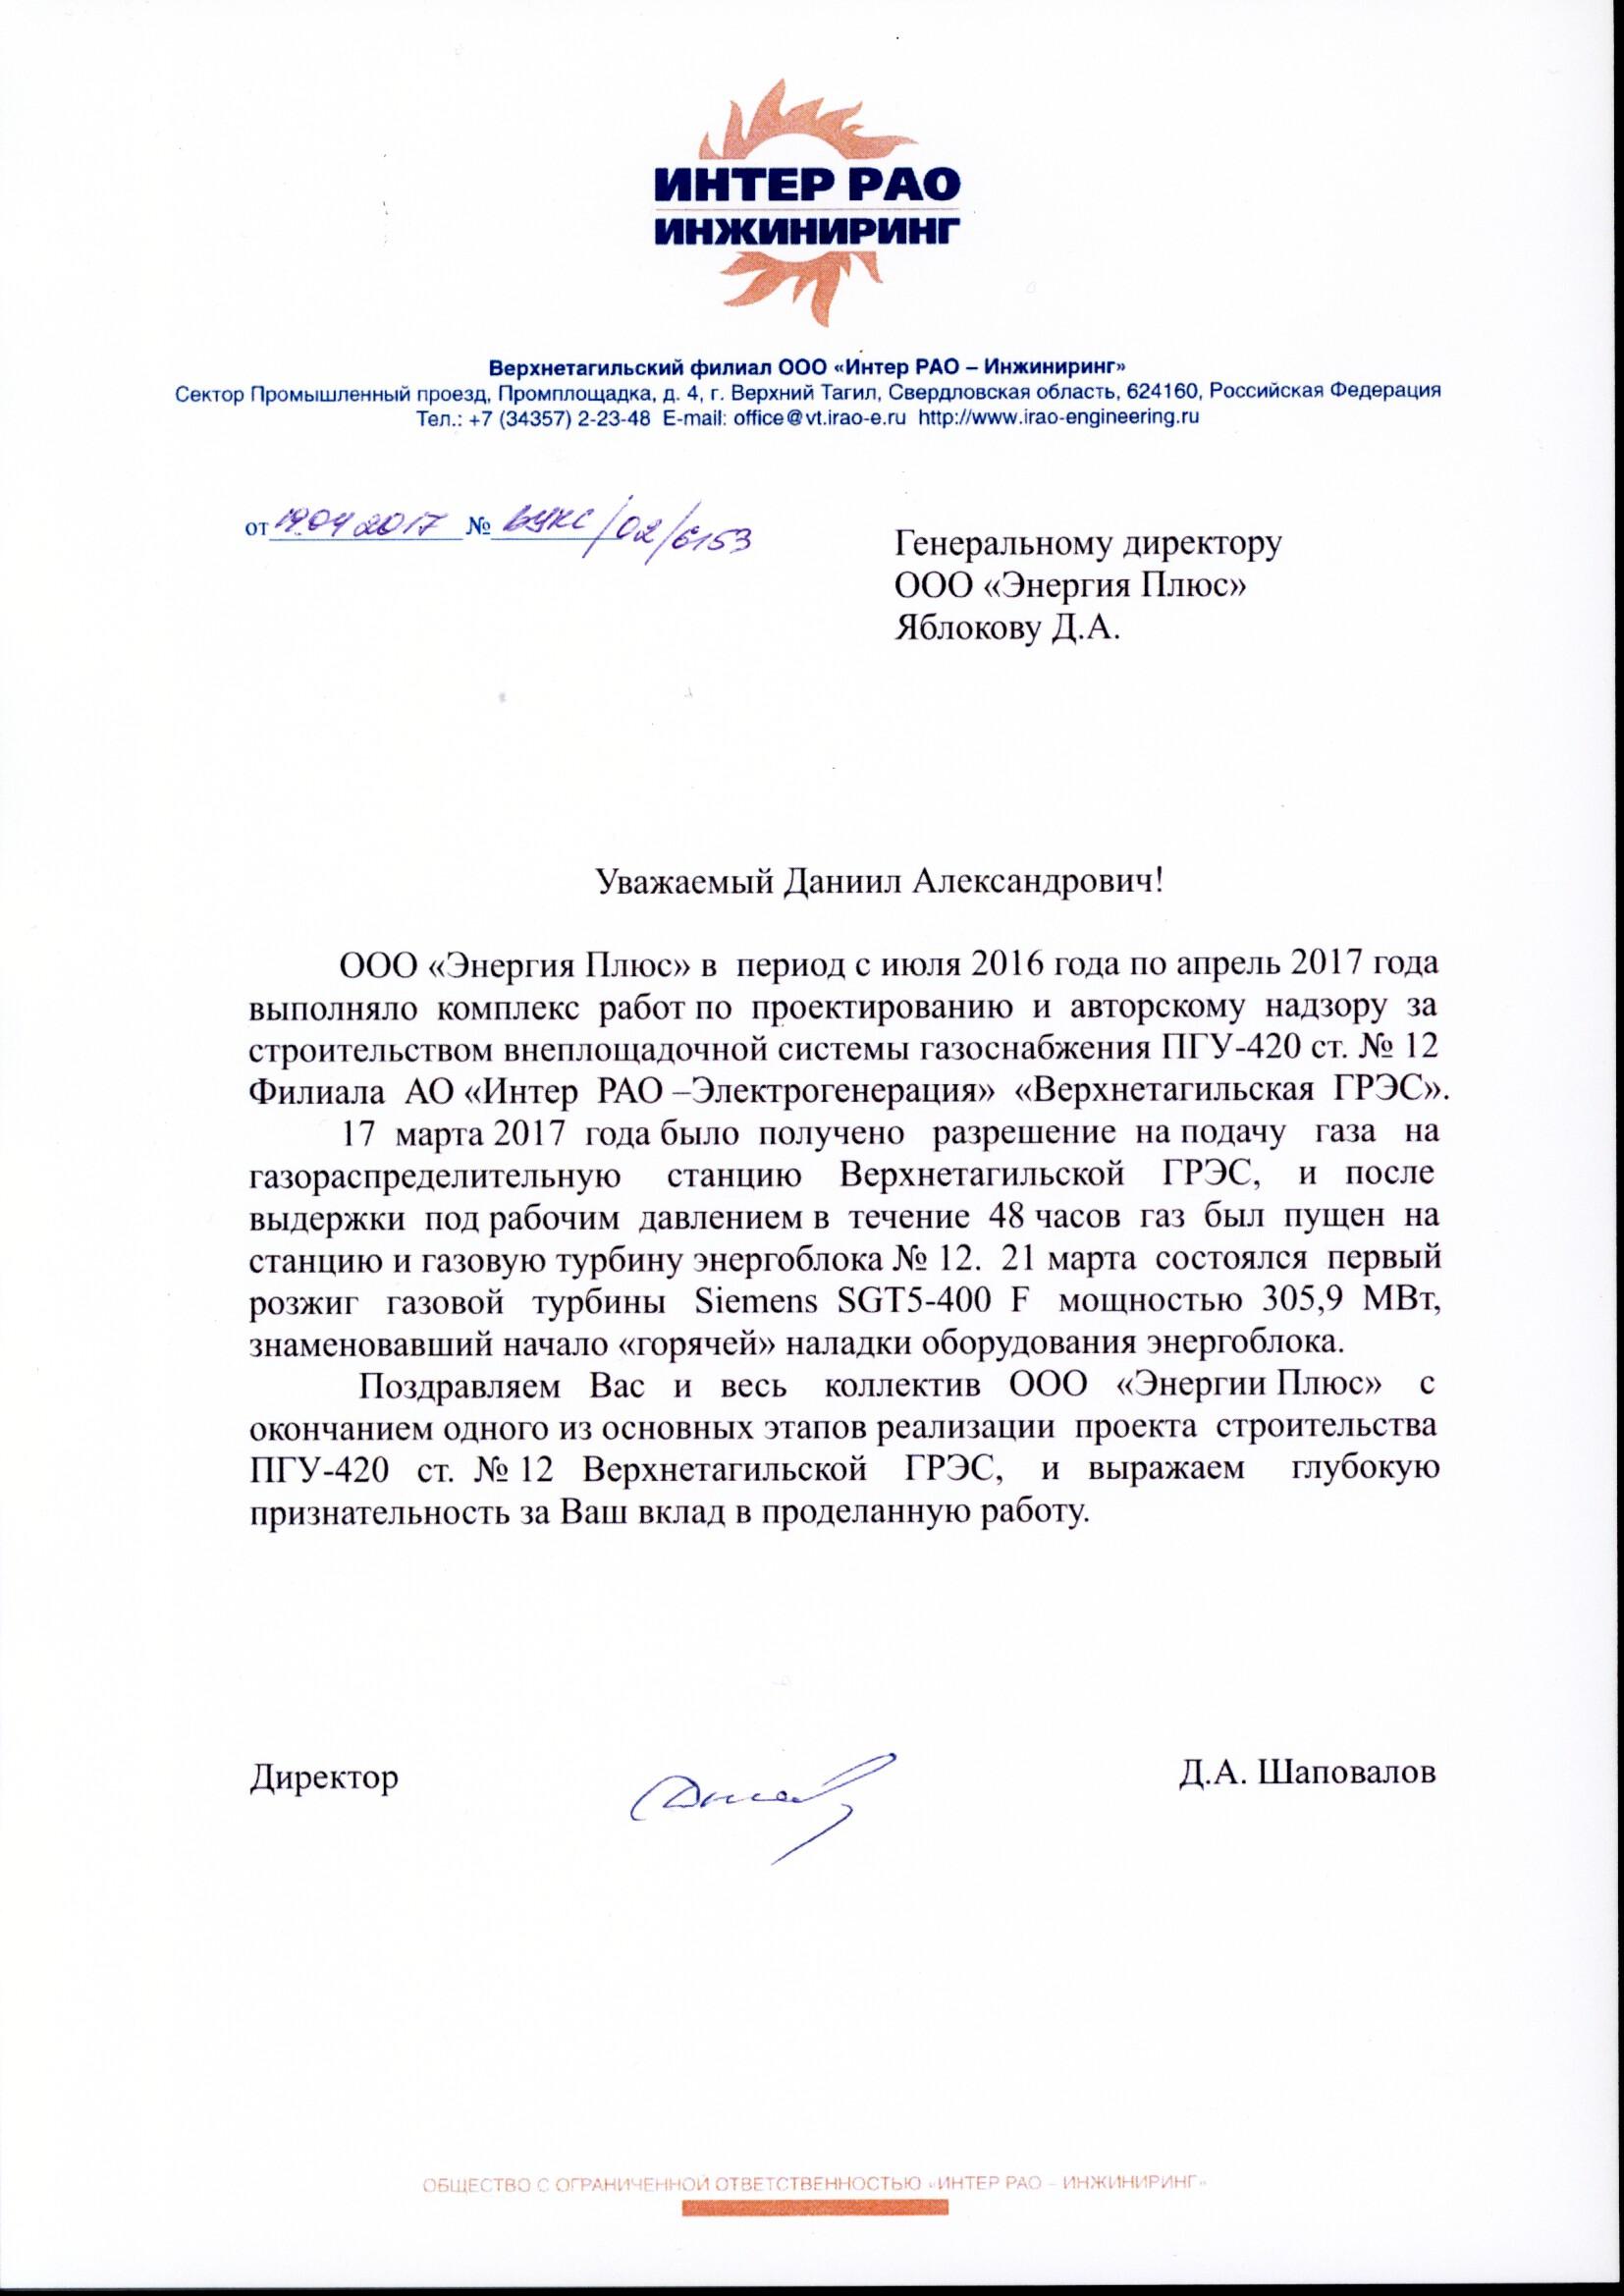 ИНТЕР РАО
ИНЖИНИРИНГ
Верхнетагильский филиал ООО «Интер РАО – Инжиниринг»
Сектор Промышленный проезд, Промплощадка, д. 4, г. Верхний Тагил, Свердловская область, 624160, Российская Федерация
Тел.: +7 (34357) 2-23-48 E-mail: office@vt.irao-e.ru http://www.irao-engineering.ru
от 19.04 2017 № ВУКС/02/6153
Генеральному директору
ООО «Энергия Плюс»
Яблокову Д.А.
Уважаемый Даниил Александрович!
ООО «Энергия Плюс» в период с июля 2016 года по апрель 2017 года
выполняло комплекс работ по проектированию и авторскому надзору за
строительством внеплощадочной системы газоснабжения ПГУ-420 ст. № 12
Филиала АО «Интер РАО –Электрогенерация» «Верхнетагильская ГРЭС».
17 марта 2017 года было получено разрешение на подачу газа на
газораспределительную станцию Верхнетагильской ГРЭС, и после
выдержки под рабочим давлением в течение 48 часов газ был пущен на
станцию и газовую турбину энергоблока № 12. 21 марта состоялся первый
розжиг газовой турбины Siemens SGT5-400 F мощностью 305,9 МВт,
знаменовавший начало «горячей» наладки оборудования энергоблока.
Поздравляем Вас и весь коллектив ООО «Энергии Плюс» с
окончанием одного из основных этапов реализации проекта строительства
ПГУ-420 ст. № 12 Верхнетагильской ГРЭС, и выражаем глубокую
признательность за Ваш вклад в проделанную работу.
Директор
Д.А. Шаповалов
ОБЩЕСТВО С ОГРАНИЧЕННОЙ ОТВЕТСТВЕННОСТЬЮ «ИНТЕР РАО – ИНЖИНИРИНГ»